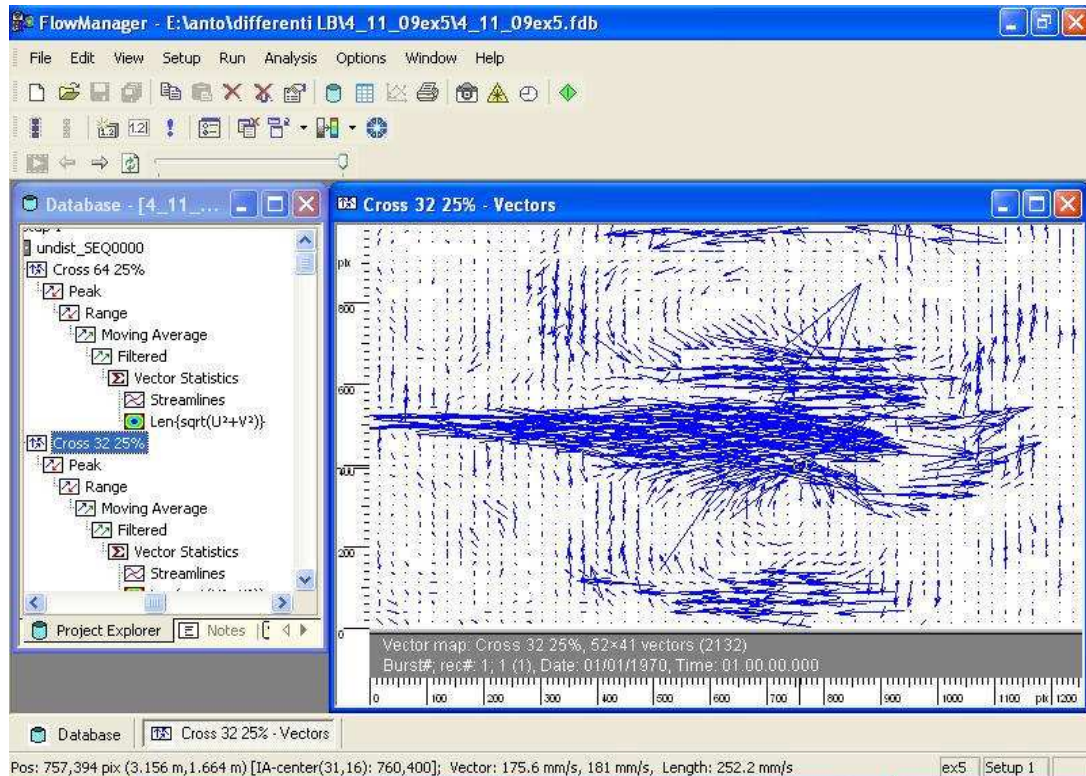 FlowManager - E:\anto\differenti LB\4_11_09ex5\4_11_09ex5.fdb
File Edit View Setup Run Analysis Options Window Help
Database - [4_11_...
undist_SEQ0000
Cross 64 25%
Peak
Range
Moving Average
Filtered
Vector Statistics
Streamlines
Len{sqrt(U²+V²)}
Cross 32 25%
Peak
Range
Moving Average
Filtered
Vector Statistics
Streamlines
Project Explorer Notes
Cross 32 25% - Vectors
pix
800
600
400
200
0
Vector map: Cross 32 25%, 52×41 vectors (2132)
Burst#; rec#: 1; 1 (1), Date: 01/01/1970, Time: 01.00.00.000
0 100 200 300 400 500 600 700 800 900 1000 1100 pix 1200
Database Cross 32 25% - Vectors
Pos: 757,394 pix (3.156 m,1.664 m) [IA-center(31,16): 760,400]; Vector: 175.6 mm/s, 181 mm/s, Length: 252.2 mm/s ex5 Setup 1